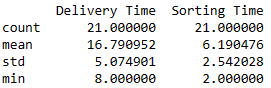 Delivery Time Sorting Time
count 21.000000 21.000000
mean 16.790952 6.190476
std 5.074901 2.542028
min 8.000000 2.000000